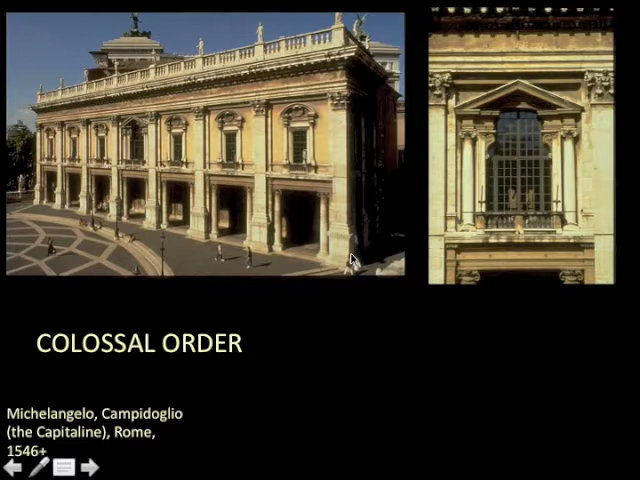 COLOSSAL ORDER
Michelangelo, Campidoglio
(the Capitaline), Rome,
1546+